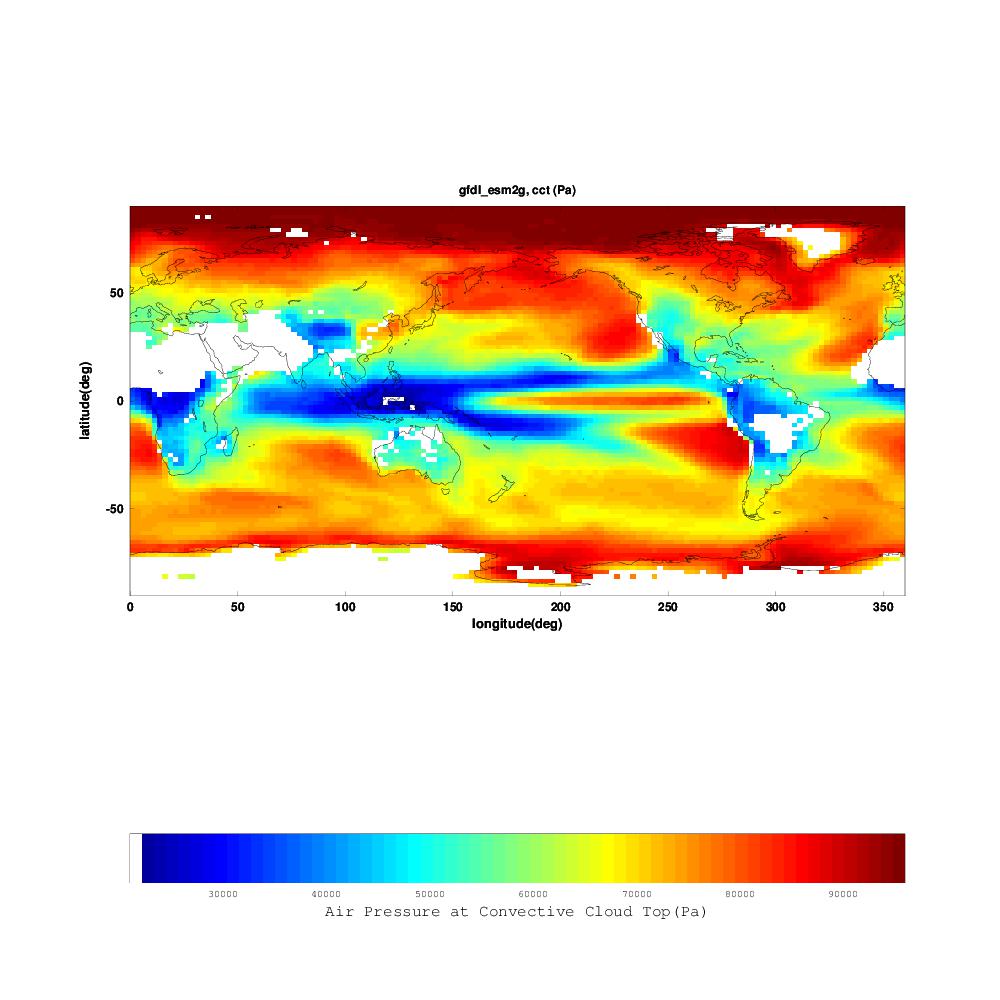 gfdl_esm2g, cct (Pa)
50
0
-50
latitude(deg)
0 50 100 150 200 250 300 350
longitude(deg)
30000 40000 50000 60000 70000 80000 90000
Air Pressure at Convective Cloud Top(Pa)